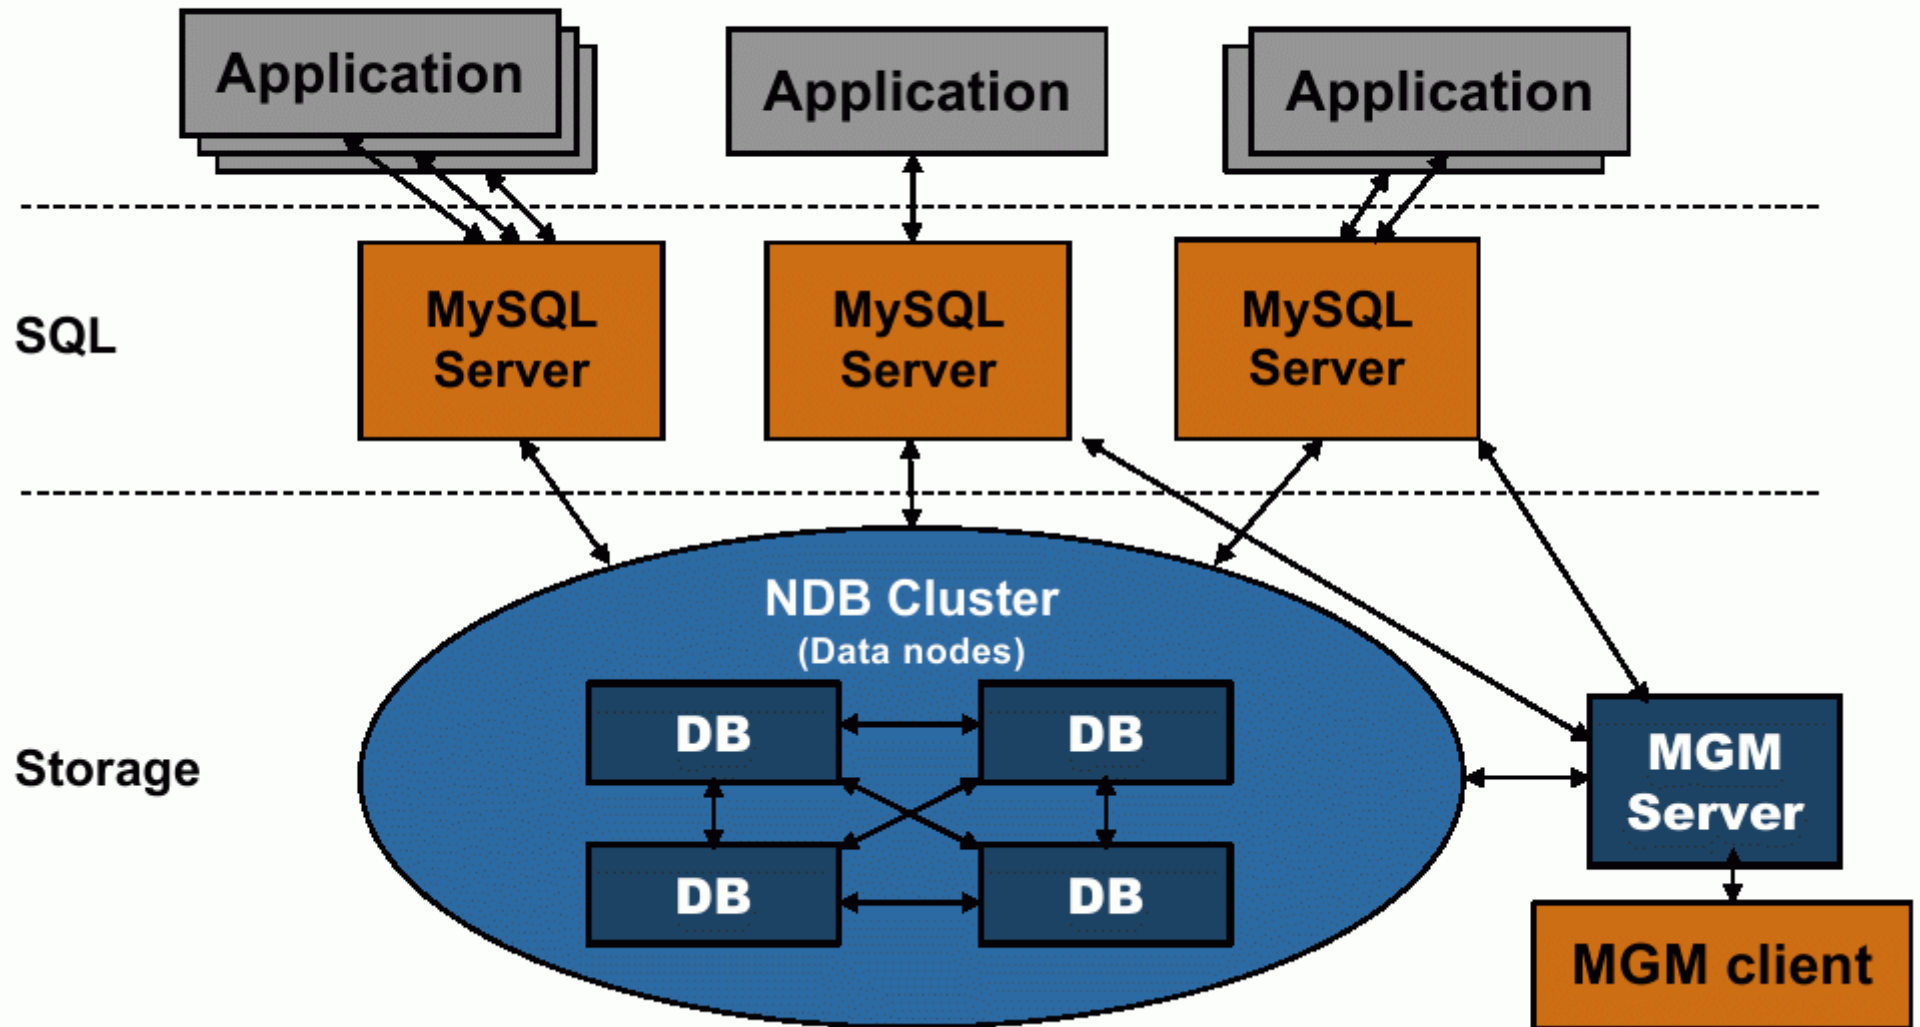 Application
Application
Application
SQL
MySQL
Server
MySQL
Server
MySQL
Server
NDB Cluster
(Data nodes)
Storage
DB
DB
DB
DB
MGM
Server
MGM client